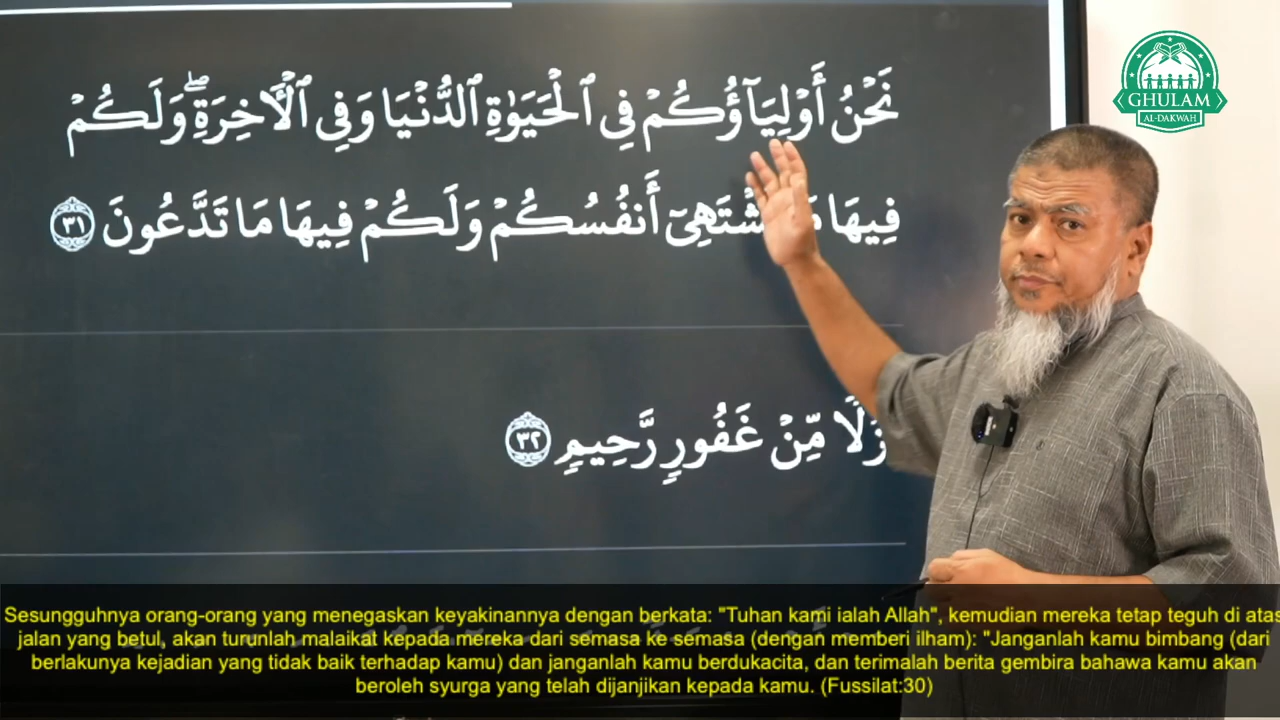 نَحْنُ أَوْلِيَآؤُكُمْ فِى ٱلْحَيَوٰةِ ٱلدُّنْيَا وَفِى ٱلْـَٔاخِرَةِ ۖ وَلَكُمْ
فِيهَا شْتَهِىٓ أَنفُسُكُمْ وَلَكُمْ فِيهَا مَا تَدَّعُونَ ٣١
زُلًا مِّنْ غَفُورٍ رَّحِيمٍ ٣٢
GHULAM
AL-DAKWAH
Sesungguhnya orang-orang yang menegaskan keyakinannya dengan berkata: "Tuhan kami ialah Allah", kemudian mereka tetap teguh di atas
jalan yang betul, akan turunlah malaikat kepada mereka dari semasa ke semasa (dengan memberi ilham): "Janganlah kamu bimbang (dari
berlakunya kejadian yang tidak baik terhadap kamu) dan janganlah kamu berdukacita, dan terimalah berita gembira bahawa kamu akan
beroleh syurga yang telah dijanjikan kepada kamu. (Fussilat:30)